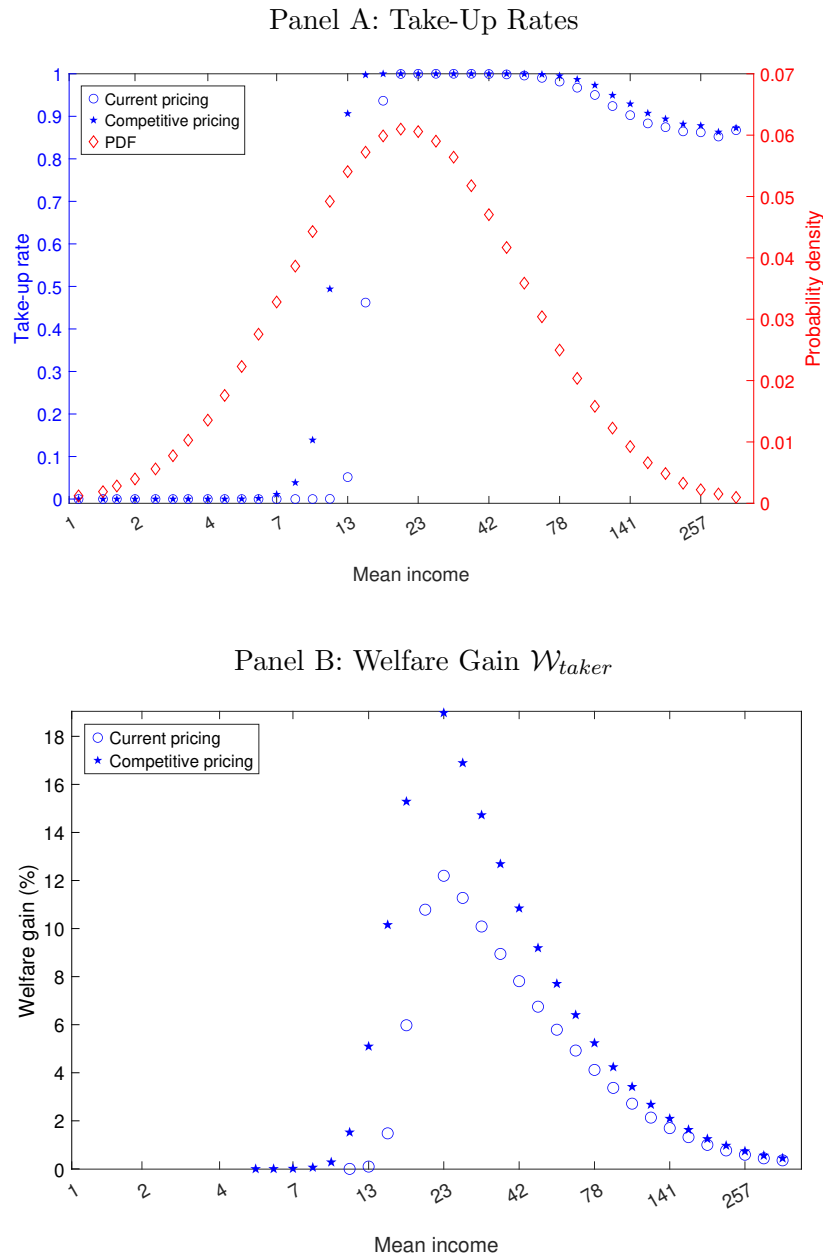 Panel A: Take-Up Rates
Current pricing
Competitive pricing
PDF
1
0.9
0.8
0.7
0.6
0.5
0.4
0.3
0.2
0.1
0
Take-up rate
0.07
0.06
0.05
0.04
0.03
0.02
0.01
0
Probability density
1 2 4 7 13 23 42 78 141 257
Mean income
Panel B: Welfare Gain 𝒲taker
Current pricing
Competitive pricing
18
16
14
12
10
8
6
4
2
0
Welfare gain (%)
1 2 4 7 13 23 42 78 141 257
Mean income